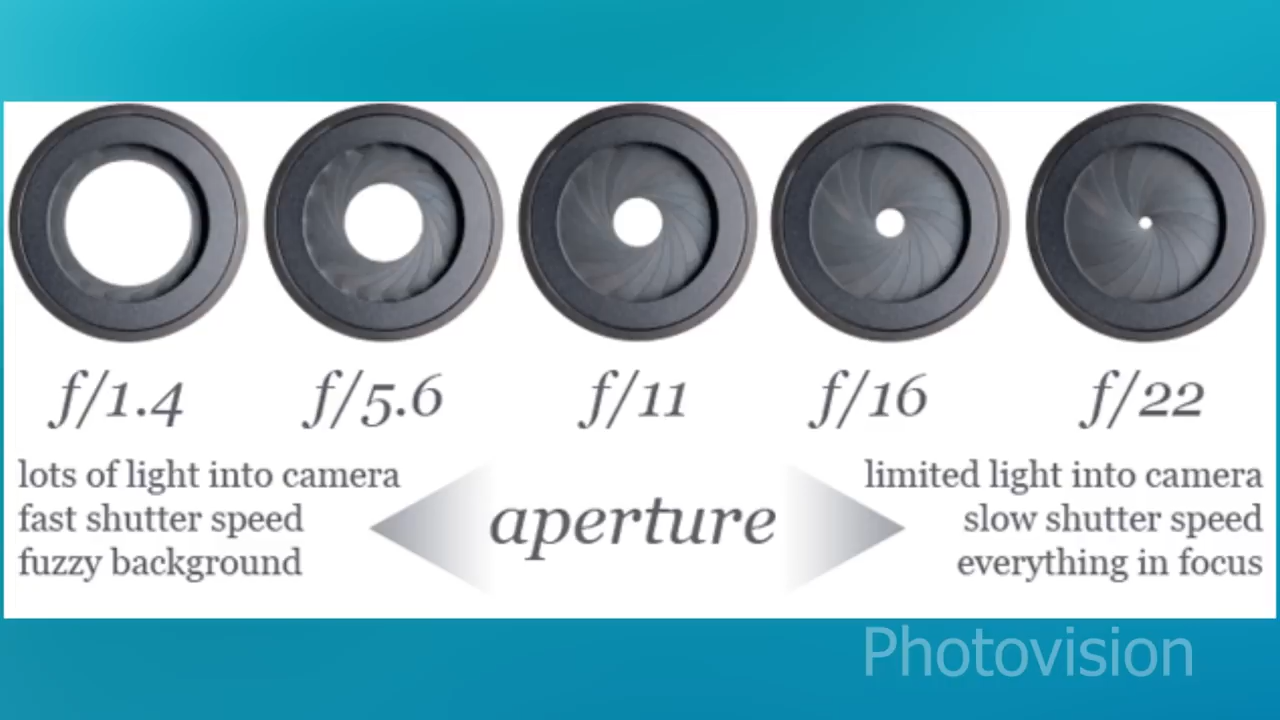 f/1.4 f/5.6 f/11 f/16 f/22
lots of light into camera
fast shutter speed
fuzzy background
aperture
limited light into camera
slow shutter speed
everything in focus
Photovision